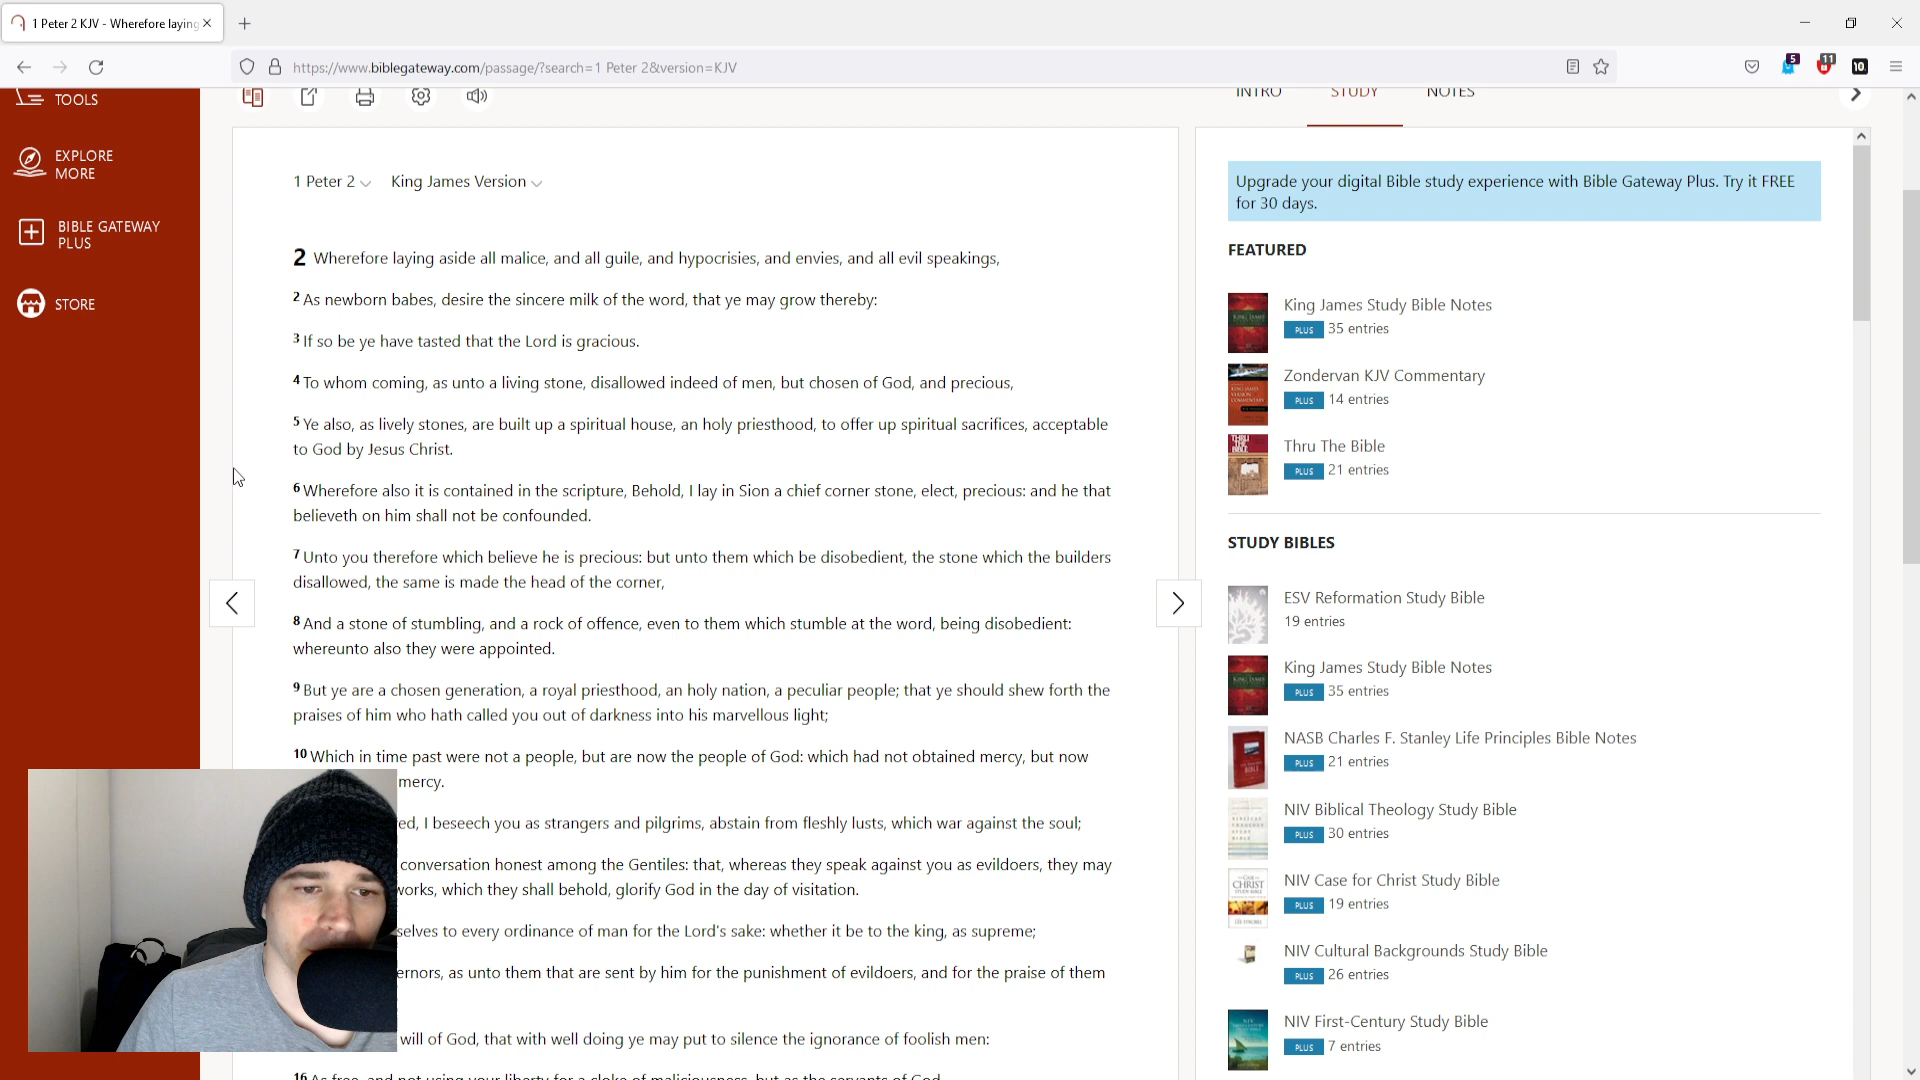 1 Peter 2 KJV - Wherefore laying
https://www.biblegateway.com/passage/?search=1 Peter 2&version=KJV
5
11
10
TOOLS
EXPLORE
MORE
BIBLE GATEWAY
PLUS
STORE
INTRO
STUDY
NOTES
1 Peter 2
King James Version
2 Wherefore laying aside all malice, and all guile, and hypocrisies, and envies, and all evil speakings,
2 As newborn babes, desire the sincere milk of the word, that ye may grow thereby:
3 If so be ye have tasted that the Lord is gracious.
4 To whom coming, as unto a living stone, disallowed indeed of men, but chosen of God, and precious,
5 Ye also, as lively stones, are built up a spiritual house, an holy priesthood, to offer up spiritual sacrifices, acceptable
to God by Jesus Christ.
6 Wherefore also it is contained in the scripture, Behold, I lay in Sion a chief corner stone, elect, precious: and he that
believeth on him shall not be confounded.
7 Unto you therefore which believe he is precious: but unto them which be disobedient, the stone which the builders
disallowed, the same is made the head of the corner,
8 And a stone of stumbling, and a rock of offence, even to them which stumble at the word, being disobedient:
whereunto also they were appointed.
9 But ye are a chosen generation, a royal priesthood, an holy nation, a peculiar people; that ye should shew forth the
praises of him who hath called you out of darkness into his marvellous light;
10 Which in time past were not a people, but are now the people of God: which had not obtained mercy, but now
mercy.
ed, I beseech you as strangers and pilgrims, abstain from fleshly lusts, which war against the soul;
conversation honest among the Gentiles: that, whereas they speak against you as evildoers, they may
works, which they shall behold, glorify God in the day of visitation.
selves to every ordinance of man for the Lord's sake: whether it be to the king, as supreme;
ernors, as unto them that are sent by him for the punishment of evildoers, and for the praise of them
will of God, that with well doing ye may put to silence the ignorance of foolish men:
16 As free, and not using your liberty for a cloke of maliciousness, but as the servants of God.
Upgrade your digital Bible study experience with Bible Gateway Plus. Try it FREE
for 30 days.
FEATURED
King James Study Bible Notes
PLUS 35 entries
Zondervan KJV Commentary
PLUS 14 entries
Thru The Bible
PLUS 21 entries
STUDY BIBLES
ESV Reformation Study Bible
19 entries
King James Study Bible Notes
PLUS 35 entries
NASB Charles F. Stanley Life Principles Bible Notes
PLUS 21 entries
NIV Biblical Theology Study Bible
PLUS 30 entries
NIV Case for Christ Study Bible
PLUS 19 entries
NIV Cultural Backgrounds Study Bible
PLUS 26 entries
NIV First-Century Study Bible
PLUS 7 entries